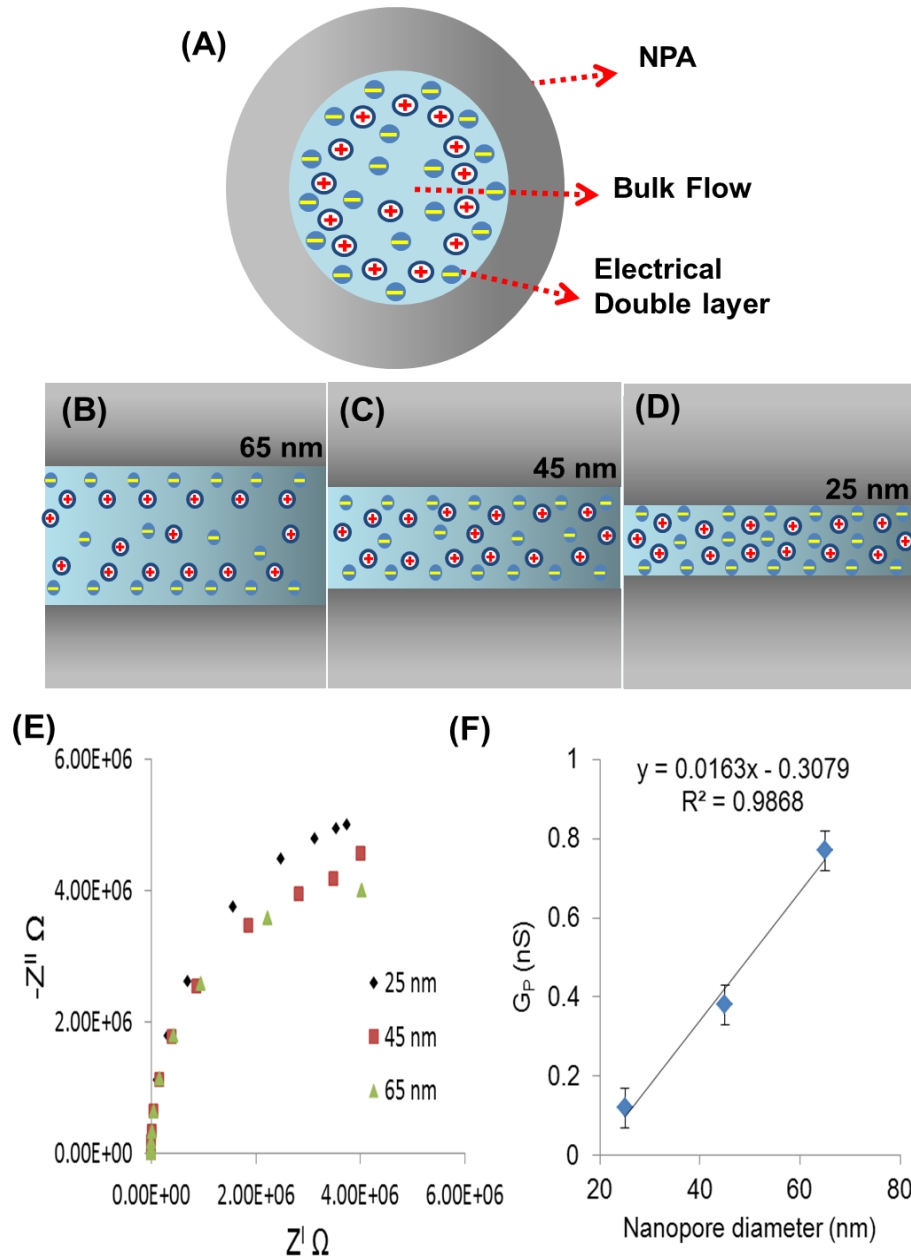 (A)
NPA
Bulk Flow
Electrical
Double layer
(B)
65 nm
(C)
45 nm
(D)
25 nm
(E)
6.00E+06
4.00E+06
2.00E+06
0.00E+00
-Z‖ Ω
0.00E+00 2.00E+06 4.00E+06 6.00E+06
Z| Ω
25 nm
45 nm
65 nm
(F)
y = 0.0163x - 0.3079
R² = 0.9868
1
0.8
0.6
0.4
0.2
0
GP (nS)
20 40 60 80
Nanopore diameter (nm)